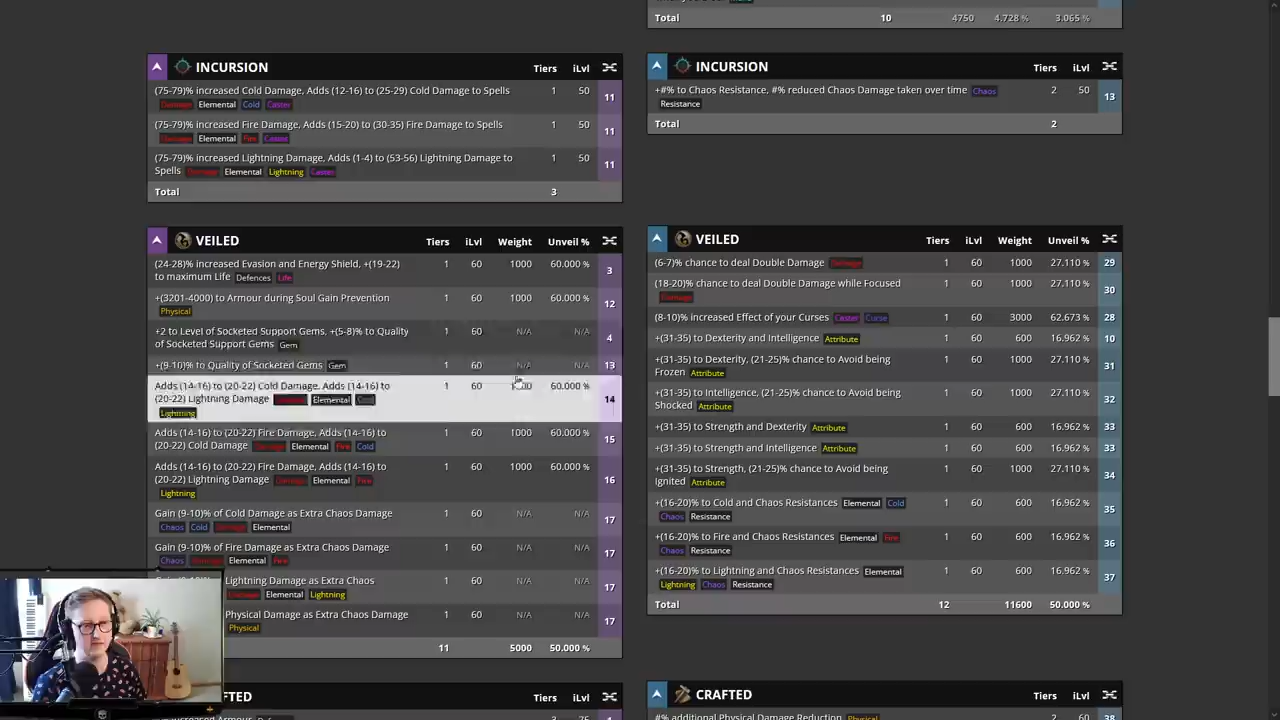 Total 10 4750 4.728 % 3.065 %
INCURSION Tiers iLvl
(75-79)% increased Cold Damage, Adds (12-16) to (25-29) Cold Damage to Spells 1 50 11
Damage Elemental Cold Caster
(75-79)% increased Fire Damage, Adds (15-20) to (30-35) Fire Damage to Spells 1 50 11
Damage Elemental Fire Caster
(75-79)% increased Lightning Damage, Adds (1-4) to (53-56) Lightning Damage to 1 50 11
Spells Damage Elemental Lightning Caster
Total 3
INCURSION Tiers iLvl
+#% to Chaos Resistance, #% reduced Chaos Damage taken over time Chaos 2 50 13
Resistance
Total 2
VEILED Tiers iLvl Weight Unveil %
(24-28)% increased Evasion and Energy Shield, +(19-22) 1 60 1000 60.000 % 3
to maximum Life Defences Life
+(3201-4000) to Armour during Soul Gain Prevention 1 60 1000 60.000 % 12
Physical
+2 to Level of Socketed Support Gems, +(5-8)% to Quality 1 60 N/A N/A 4
of Socketed Support Gems Gem
+(9-10)% to Quality of Socketed Gems Gem 1 60 N/A N/A 13
Adds (14-16) to (20-22) Cold Damage, Adds (14-16) to 1 60 60.000 % 14
(20-22) Lightning Damage Damage Elemental Cold
Lightning
Adds (14-16) to (20-22) Fire Damage, Adds (14-16) to 1 60 1000 60.000 % 15
(20-22) Cold Damage Damage Elemental Fire Cold
Adds (14-16) to (20-22) Fire Damage, Adds (14-16) to 1 60 1000 60.000 % 16
(20-22) Lightning Damage Damage Elemental Fire
Lightning
Gain (9-10)% of Cold Damage as Extra Chaos Damage 1 60 N/A N/A 17
Chaos Cold Damage Elemental
Gain (9-10)% of Fire Damage as Extra Chaos Damage 1 60 N/A N/A 17
Chaos Damage Elemental Fire
Lightning Damage as Extra Chaos 1 60 N/A N/A 17
Damage Elemental Lightning
Physical Damage as Extra Chaos Damage 1 60 N/A N/A 17
Physical
11 5000 50.000 %
VEILED Tiers iLvl Weight Unveil %
(6-7)% chance to deal Double Damage Damage 1 60 1000 27.110 % 29
(18-20)% chance to deal Double Damage while Focused 1 60 1000 27.110 % 30
Damage
(8-10)% increased Effect of your Curses Caster Curse 1 60 3000 62.673 % 28
+(31-35) to Dexterity and Intelligence Attribute 1 60 600 16.962 % 10
+(31-35) to Dexterity, (21-25)% chance to Avoid being 1 60 1000 27.110 % 31
Frozen Attribute
+(31-35) to Intelligence, (21-25)% chance to Avoid being 1 60 1000 27.110 % 32
Shocked Attribute
+(31-35) to Strength and Dexterity Attribute 1 60 600 16.962 % 33
+(31-35) to Strength and Intelligence Attribute 1 60 600 16.962 % 33
+(31-35) to Strength, (21-25)% chance to Avoid being 1 60 1000 27.110 % 34
Ignited Attribute
+(16-20)% to Cold and Chaos Resistances Elemental Cold 1 60 600 16.962 % 35
Chaos Resistance
+(16-20)% to Fire and Chaos Resistances Elemental Fire 1 60 600 16.962 % 36
Chaos Resistance
+(16-20)% to Lightning and Chaos Resistances Elemental 1 60 600 16.962 % 37
Lightning Chaos Resistance
Total 12 11600 50.000 %
FTED Tiers iLvl
CRAFTED Tiers iLvl
#% additional Physical Damage Reduction Physical 2 60 38